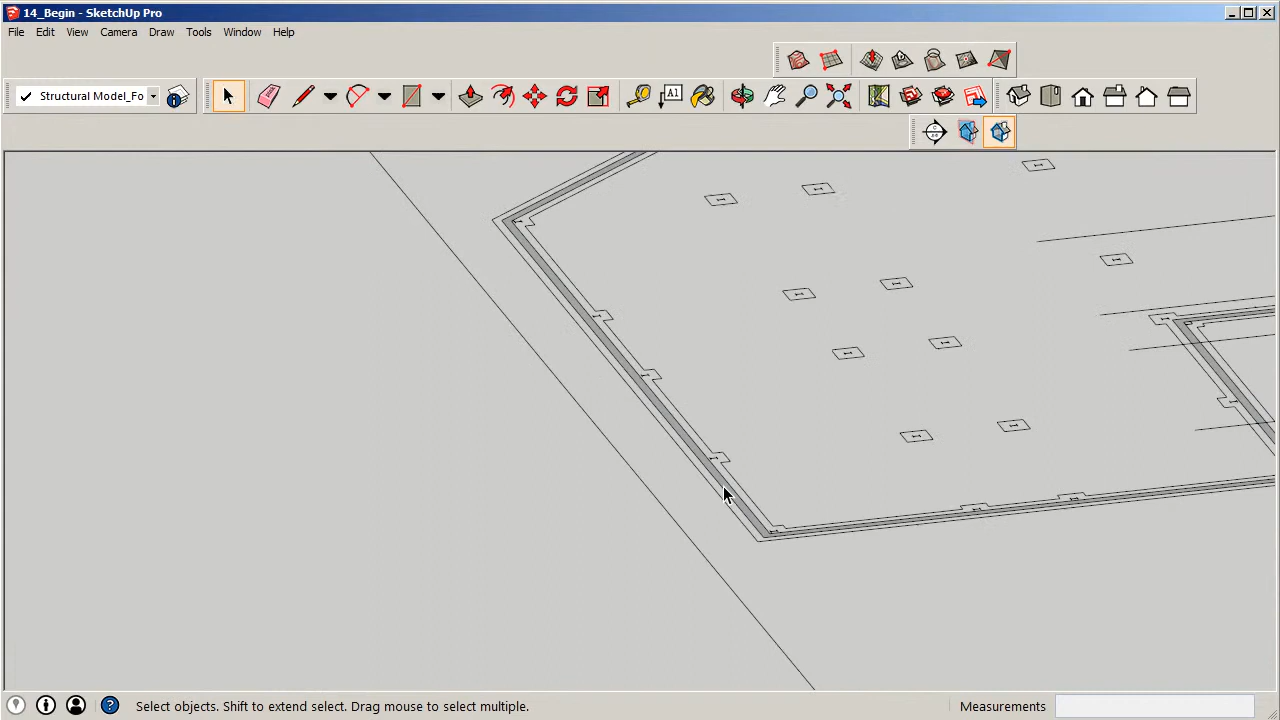 14_Begin - SketchUp Pro
File Edit View Camera Draw Tools Window Help
Structural Model_Fo
A1
Select objects. Shift to extend select. Drag mouse to select multiple.
Measurements